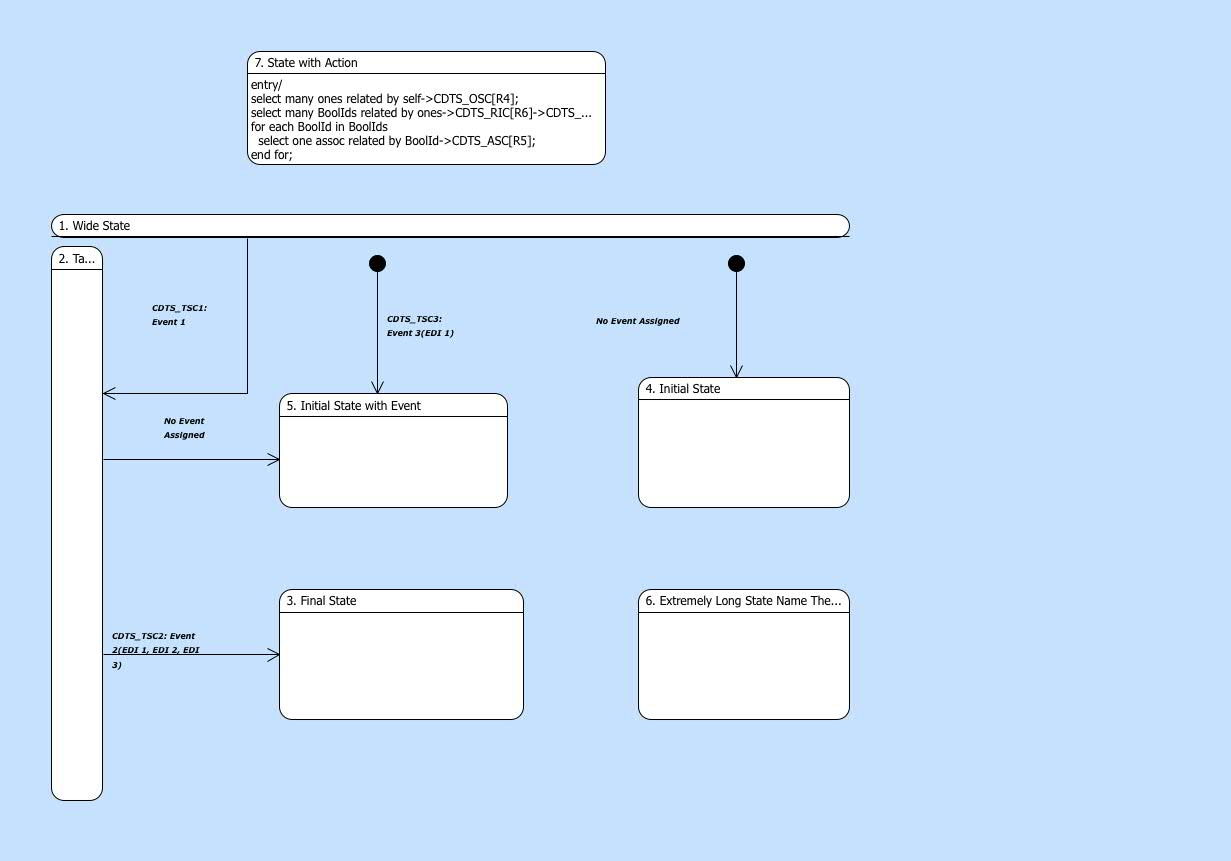 7. State with Action
entry/
select many ones related by self->CDTS_OSC[R4];
select many BoolIds related by ones->CDTS_RIC[R6]->CDTS_...
for each BoolId in BoolIds
  select one assoc related by BoolId->CDTS_ASC[R5];
end for;
1. Wide State
2. Ta...
CDTS_TSC1:
Event 1
CDTS_TSC3:
Event 3(EDI 1)
No Event Assigned
4. Initial State
5. Initial State with Event
No Event
Assigned
3. Final State
6. Extremely Long State Name The...
CDTS_TSC2: Event
2(EDI 1, EDI 2, EDI
3)